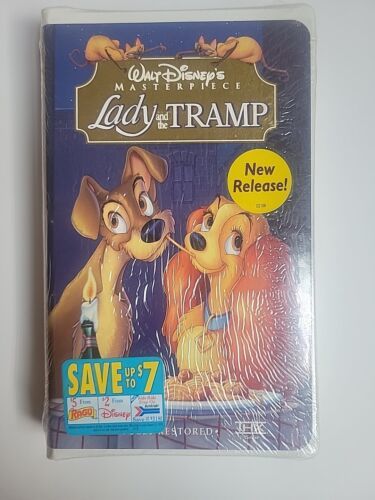 WALT DISNEY'S
MASTERPIECE
Lady and the TRAMP
New
Release!
SAVE UP TO $7
$5 From
RAGÚ
$2 From
Disney
RESTORED
THX